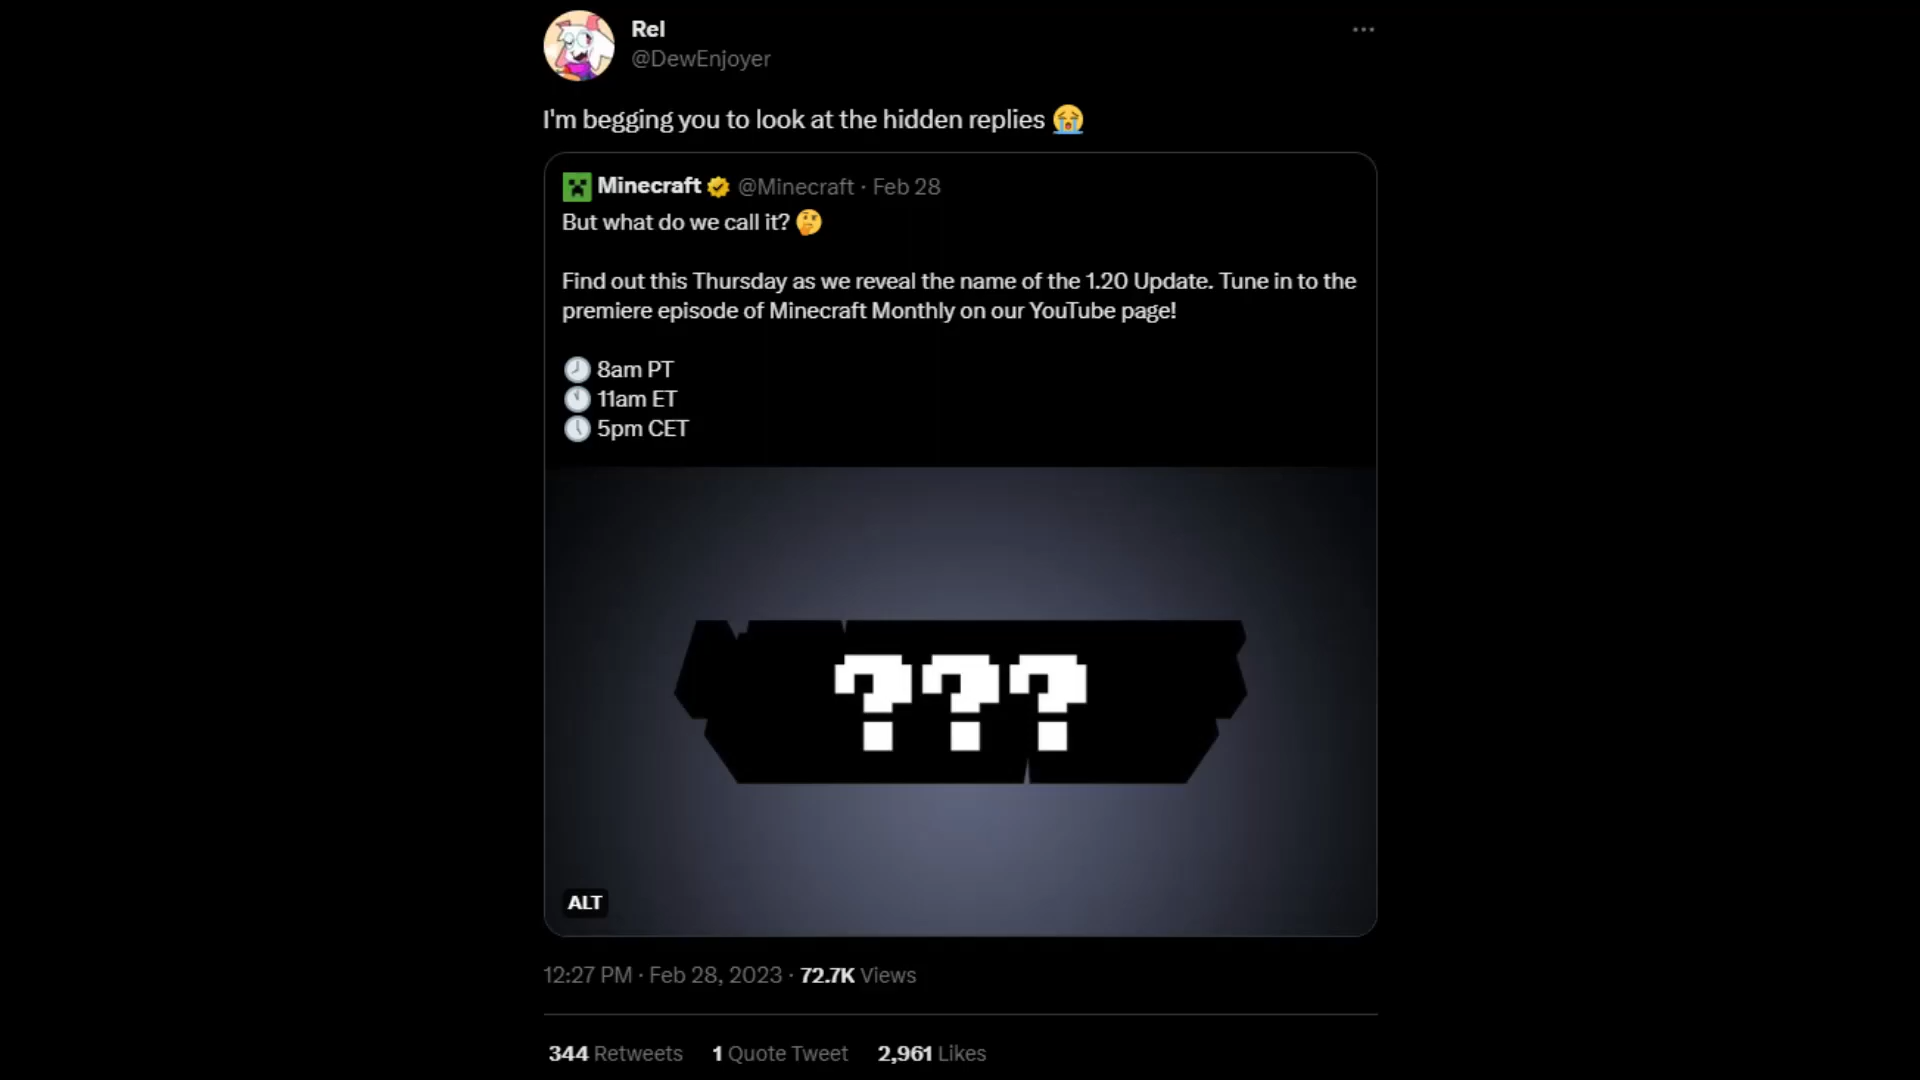 Rel
@DewEnjoyer
I'm begging you to look at the hidden replies 😭
Minecraft @Minecraft · Feb 28
But what do we call it? 🤔
Find out this Thursday as we reveal the name of the 1.20 Update. Tune in to the
premiere episode of Minecraft Monthly on our YouTube page!
🕗 8am PT
🕚 11am ET
🕔 5pm CET
???
ALT
12:27 PM · Feb 28, 2023 · 72.7K Views
344 Retweets 1 Quote Tweet 2,961 Likes